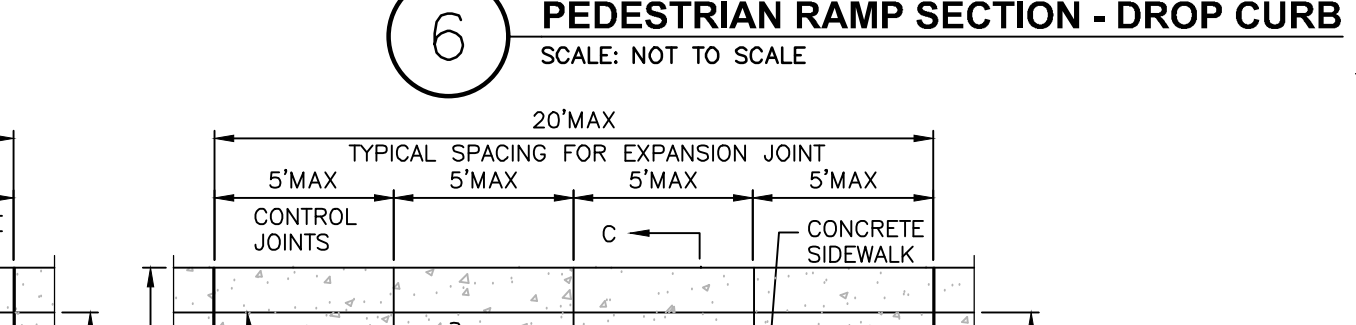 6
PEDESTRIAN RAMP SECTION - DROP CURB
SCALE: NOT TO SCALE
20'MAX
TYPICAL SPACING FOR EXPANSION JOINT
5'MAX 5'MAX 5'MAX 5'MAX
CONTROL
JOINTS
C
CONCRETE
SIDEWALK